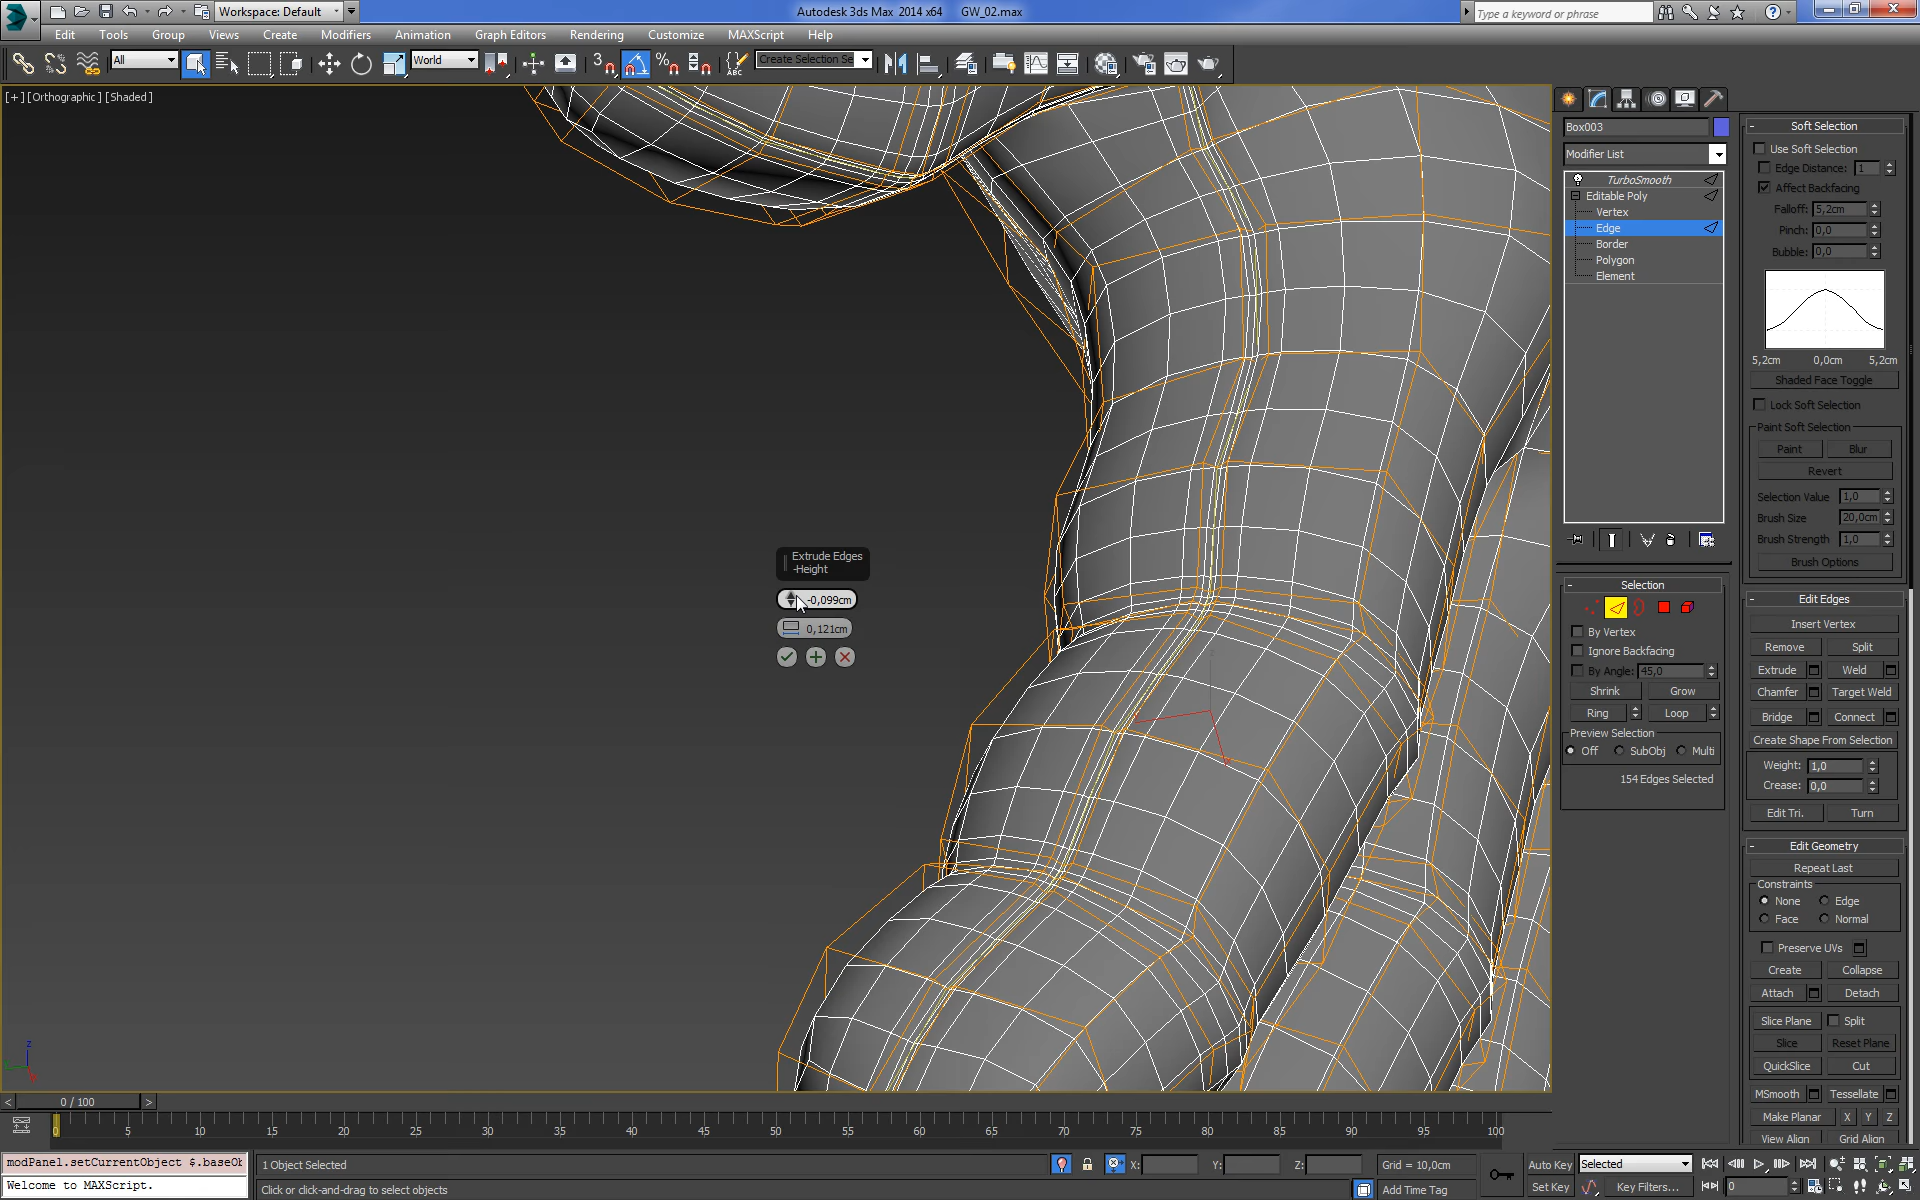 Workspace: Default
Autodesk 3ds Max 2014 x64 GW_02.max
Type a keyword or phrase
Edit Tools Group Views Create Modifiers Animation Graph Editors Rendering Customize MAXScript Help
All
World
3
ABC
Create Selection Se
[+] [Orthographic ] [Shaded ]
Extrude Edges
-Height
-0,099cm
0,121cm
z
Box003
Modifier List
TurboSmooth
Editable Poly
Vertex
Edge
Border
Polygon
Element
Selection
By Vertex
Ignore Backfacing
By Angle: 45,0
Shrink Grow
Ring Loop
Preview Selection
Off SubObj Multi
154 Edges Selected
Soft Selection
Use Soft Selection
Edge Distance: 1
Affect Backfacing
Falloff: 5,2cm
Pinch: 0,0
Bubble: 0,0
5,2cm 0,0cm 5,2cm
Shaded Face Toggle
Lock Soft Selection
Paint Soft Selection
Paint Blur
Revert
Selection Value 1,0
Brush Size 20,0cm
Brush Strength 1,0
Brush Options
Edit Edges
Insert Vertex
Remove Split
Extrude Weld
Chamfer Target Weld
Bridge Connect
Create Shape From Selection
Weight: 1,0
Crease: 0,0
Edit Tri. Turn
Edit Geometry
Repeat Last
Constraints
None Edge
Face Normal
Preserve UVs
Create Collapse
Attach Detach
Slice Plane Split
Slice Reset Plane
QuickSlice Cut
MSmooth Tessellate
Make Planar X Y Z
View Align Grid Align
< 0 / 100 >
0 5 10 15 20 25 30 35 40 45 50 55 60 65 70 75 80 85 90 95 100
modPanel.setCurrentObject $.baseOb
Welcome to MAXScript.
1 Object Selected
Click or click-and-drag to select objects
X: Y: Z:
Grid = 10,0cm
Add Time Tag
Auto Key Selected
Set Key Key Filters... 0